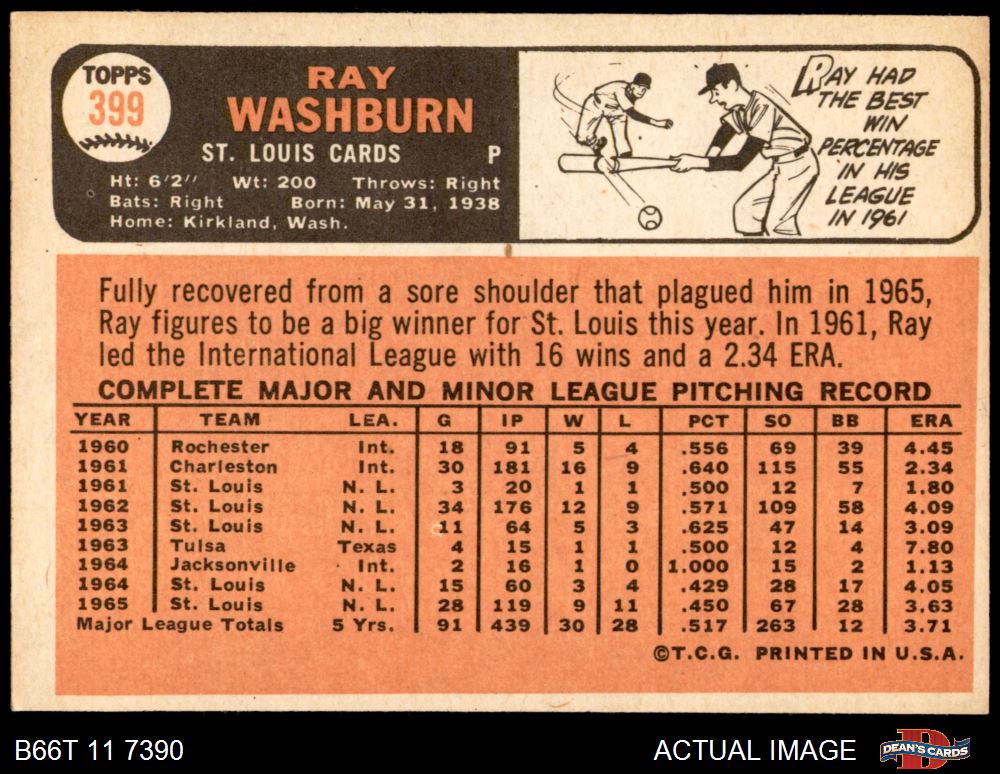 TOPPS
399
RAY
WASHBURN
ST. LOUIS CARDS P
Ht: 6'2" Wt: 200 Throws: Right
Bats: Right Born: May 31, 1938
Home: Kirkland, Wash.
RAY HAD
THE BEST
WIN
PERCENTAGE
IN HIS
LEAGUE
IN 1961
Fully recovered from a sore shoulder that plagued him in 1965,
Ray figures to be a big winner for St. Louis this year. In 1961, Ray
led the International League with 16 wins and a 2.34 ERA.
COMPLETE MAJOR AND MINOR LEAGUE PITCHING RECORD
YEAR TEAM LEA. G IP W L PCT SO BB ERA
1960 Rochester Int. 18 91 5 4 .556 69 39 4.45
1961 Charleston Int. 30 181 16 9 .640 115 55 2.34
1961 St. Louis N. L. 3 20 1 1 .500 12 7 1.80
1962 St. Louis N. L. 34 176 12 9 .571 109 58 4.09
1963 St. Louis N. L. 11 64 5 3 .625 47 14 3.09
1963 Tulsa Texas 4 15 1 1 .500 12 4 7.80
1964 Jacksonville Int. 2 16 1 0 1.000 15 2 1.13
1964 St. Louis N. L. 15 60 3 4 .429 28 17 4.05
1965 St. Louis N. L. 28 119 9 11 .450 67 28 3.63
Major League Totals 5 Yrs. 91 439 30 28 .517 263 12 3.71
©T.C.G. PRINTED IN U.S.A.
B66T 11 7390 ACTUAL IMAGE DEAN'S CARDS